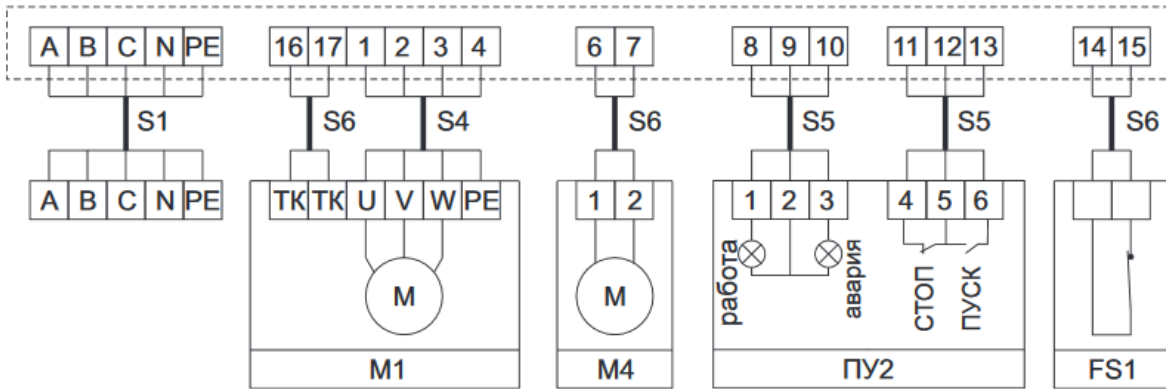 A B C N PE 16 17 1 2 3 4 6 7 8 9 10 11 12 13 14 15
S1 S6 S4 S6 S5 S5 S6
A B C N PE ТК ТК U V W PE 1 2 1 2 3 4 5 6
работа авария СТОП ПУСК
M M
M1 M4 ПУ2 FS1